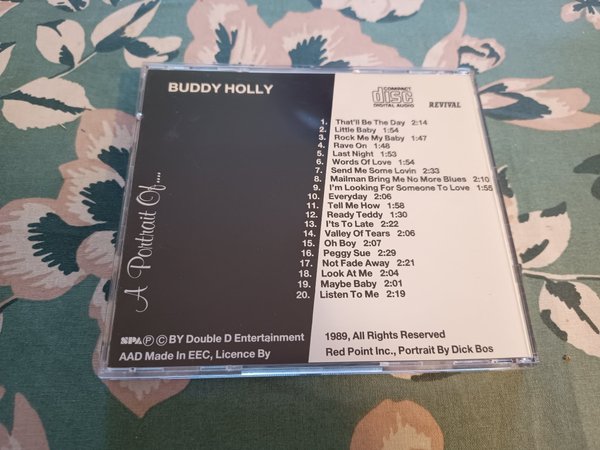 BUDDY HOLLY
COMPACT
disc
DIGITAL AUDIO
REVIVAL
A Portrait Of....
1. That'll Be The Day 2:14
2. Little Baby 1:54
3. Rock Me My Baby 1:47
4. Rave On 1:48
5. Last Night 1:53
6. Words Of Love 1:54
7. Send Me Some Lovin 2:33
8. Mailman Bring Me No More Blues 2:10
9. I'm Looking For Someone To Love 1:55
10. Everyday 2:06
11. Tell Me How 1:58
12. Ready Teddy 1:30
13. I'ts To Late 2:22
14. Valley Of Tears 2:06
15. Oh Boy 2:07
16. Peggy Sue 2:29
17. Not Fade Away 2:21
18. Look At Me 2:04
19. Maybe Baby 2:01
20. Listen To Me 2:19
SPA Ⓟ © BY Double D Entertainment 1989, All Rights Reserved
AAD Made In EEC, Licence By Red Point Inc., Portrait By Dick Bos